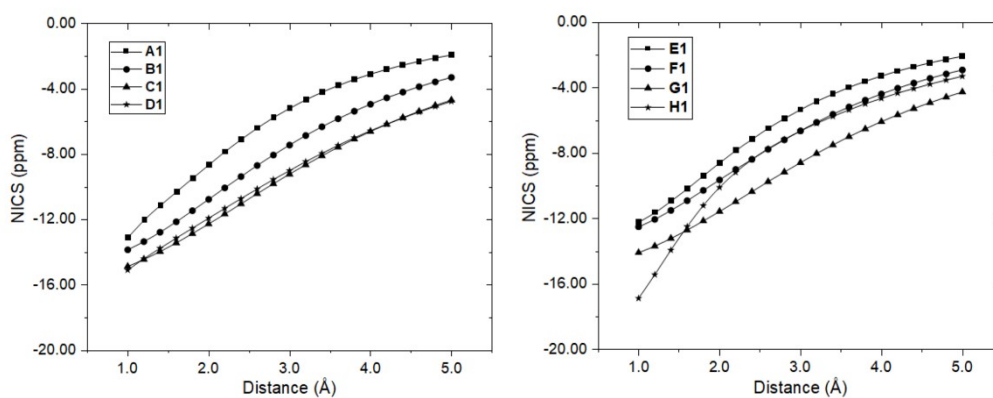 0.00
-4.00
-8.00
-12.00
-16.00
-20.00
NICS (ppm)
A1
B1
C1
D1
1.0 2.0 3.0 4.0 5.0
Distance (Å)
0.00
-4.00
-8.00
-12.00
-16.00
-20.00
NICS (ppm)
E1
F1
G1
H1
1.0 2.0 3.0 4.0 5.0
Distance (Å)